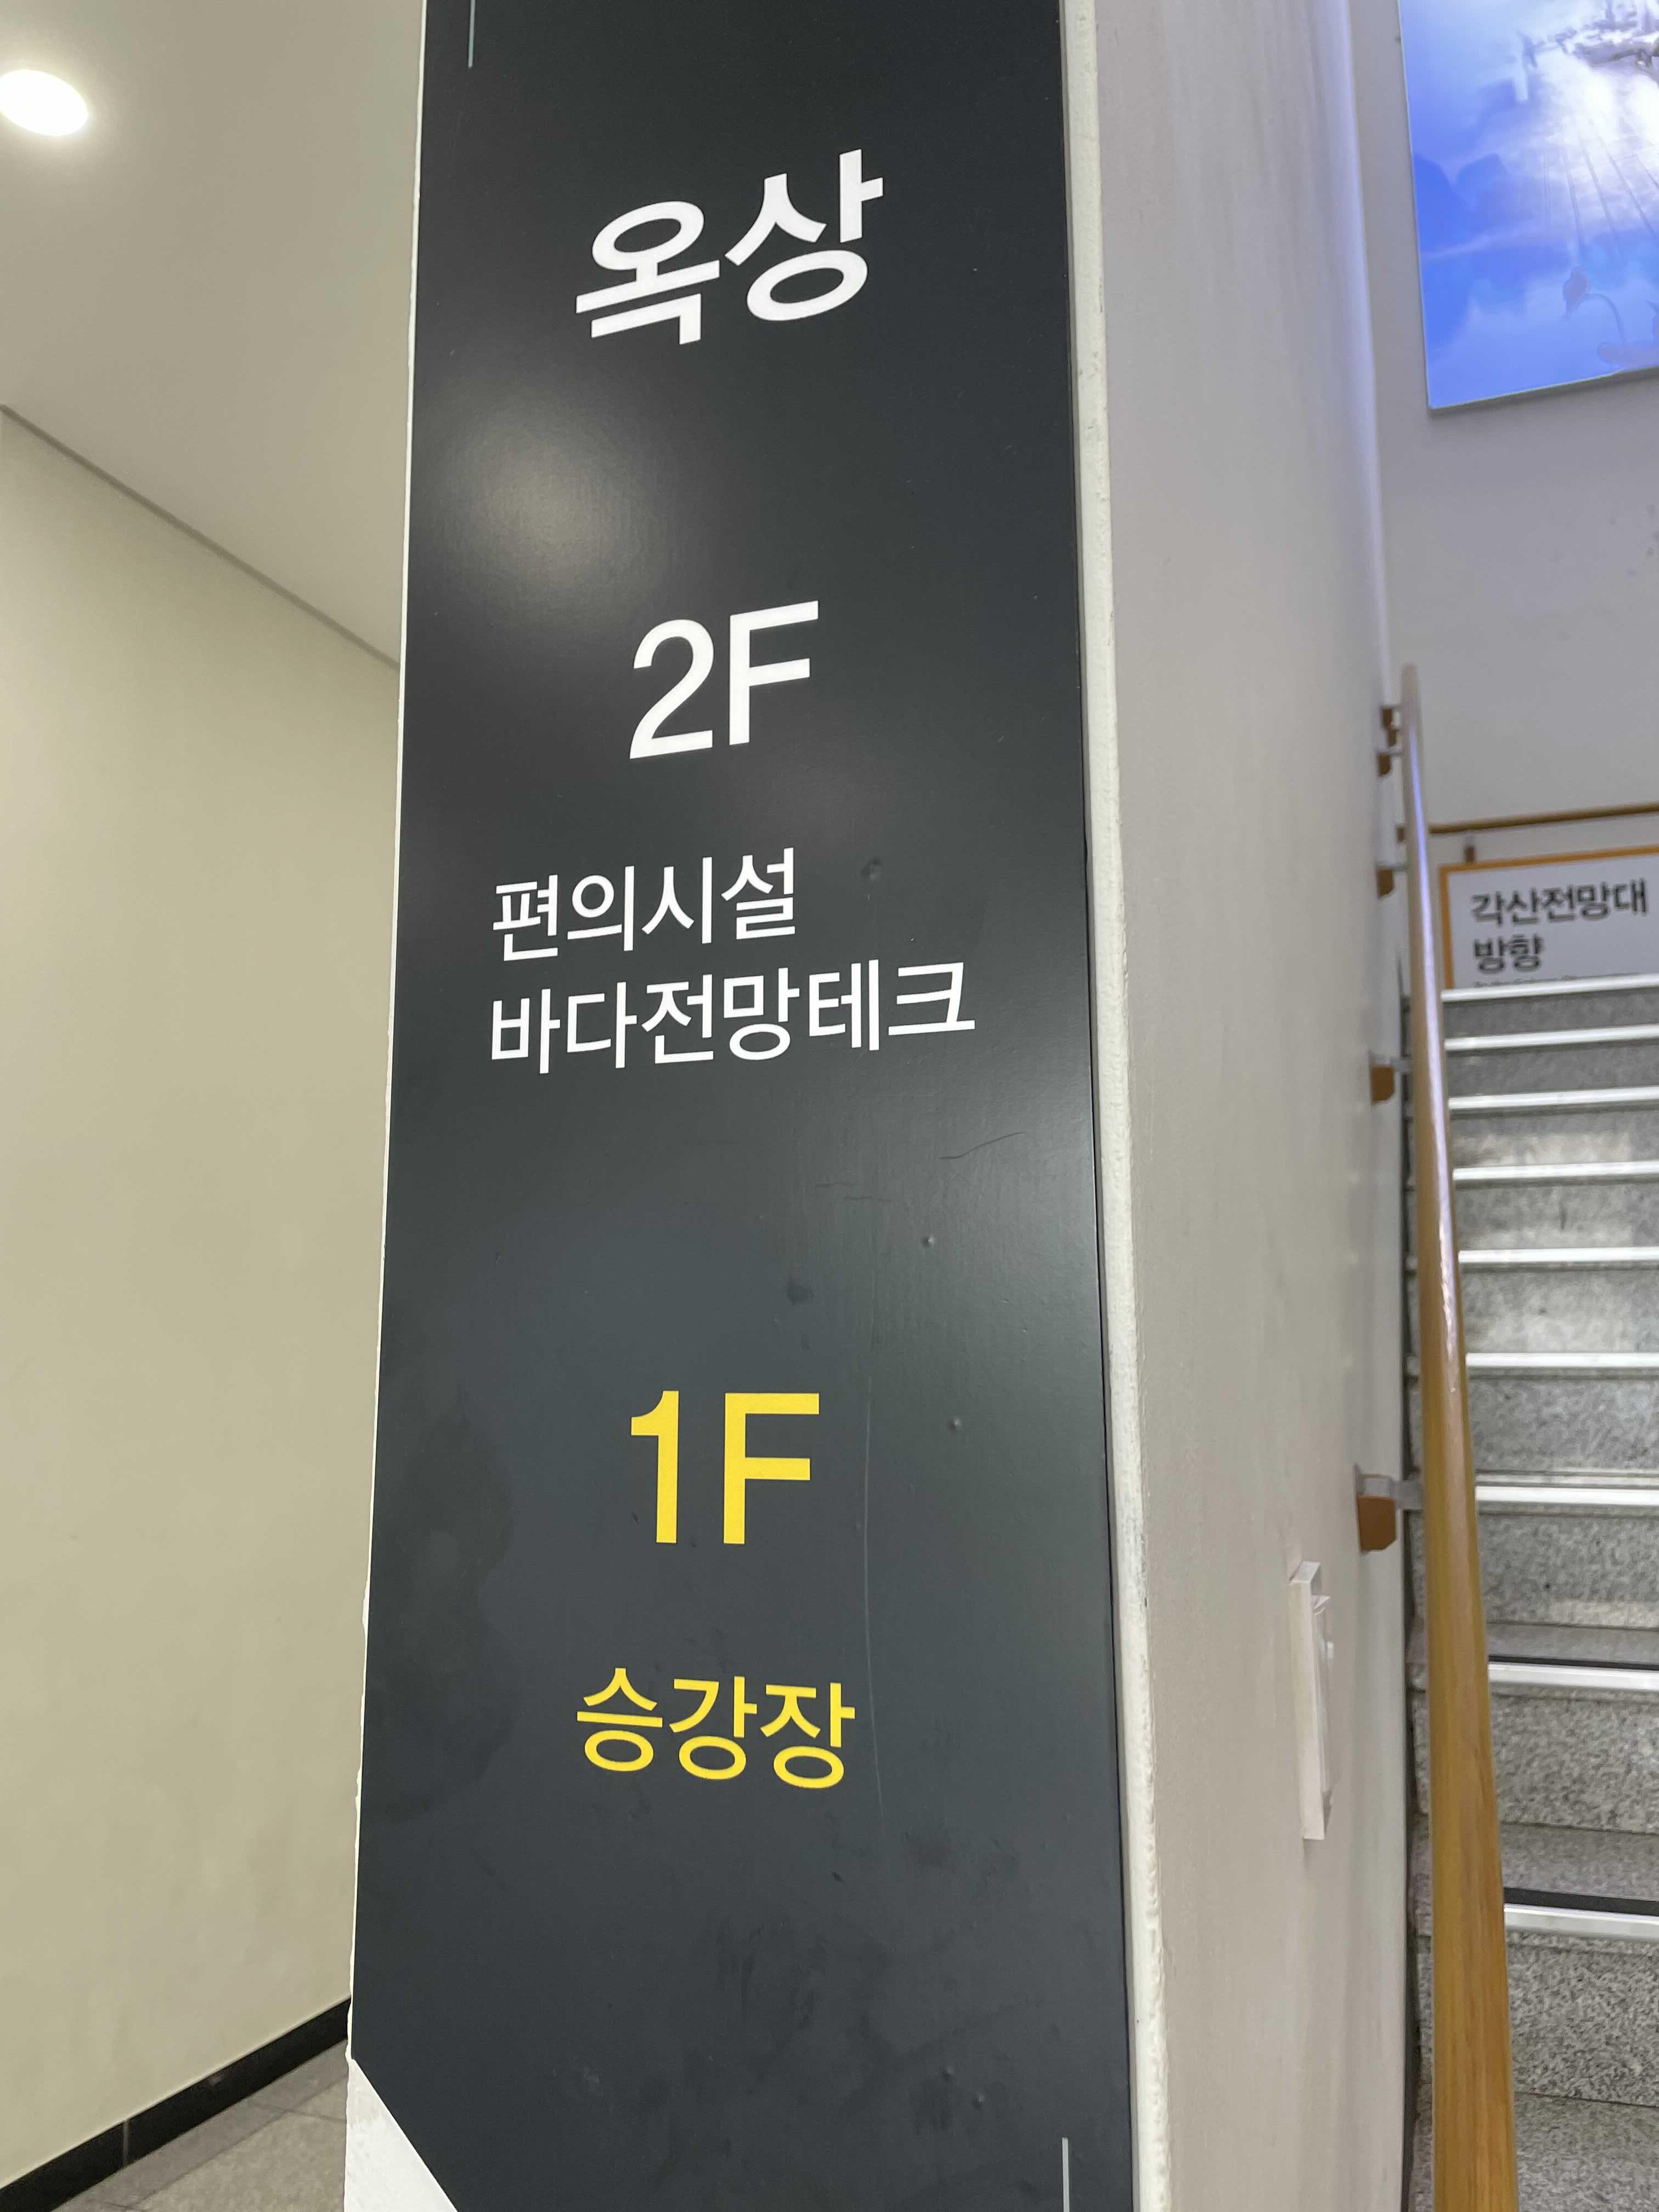 옥상
2F
편의시설
바다전망테크
1F
승강장
각산전망대
방향